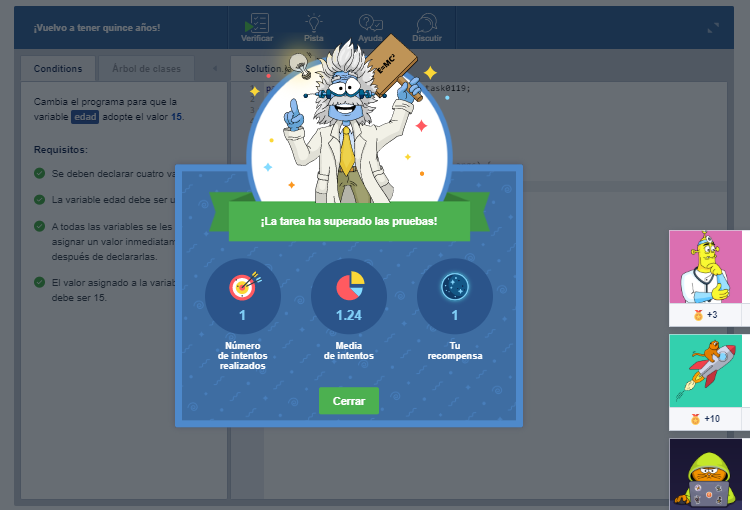 ¡Vuelvo a tener quince años!
Verificar
Pista
Ayuda
Discutir
Conditions
Árbol de clases
Solution.j
Cambia el programa para que la
variable edad adopte el valor 15.
Requisitos:
Se deben declarar cuatro va
La variable edad debe ser u
A todas las variables se les
asignar un valor inmediatam
después de declararlas.
El valor asignado a la variab
debe ser 15.
task0119;
E=MC²
¡La tarea ha superado las pruebas!
1
Número
de intentos
realizados
1.24
Media
de intentos
1
Tu
recompensa
Cerrar
+3
+10